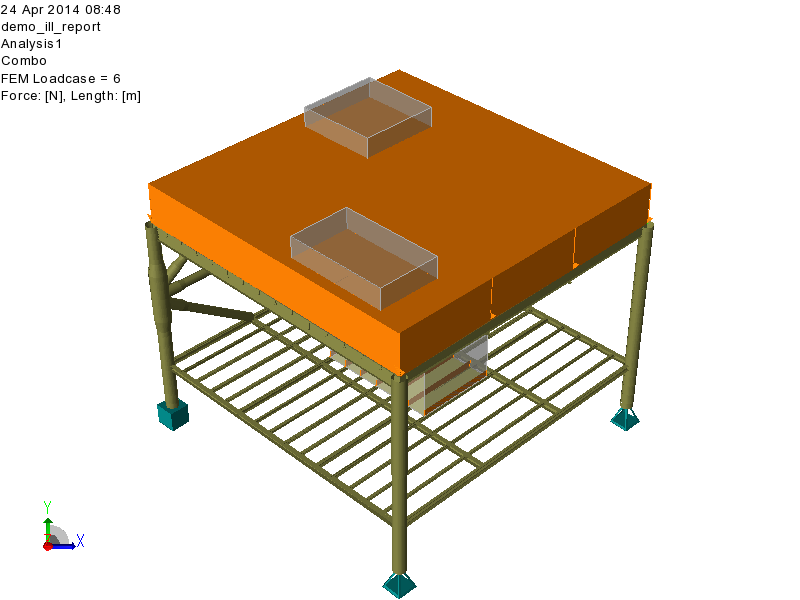 24 Apr 2014 08:48
demo_ill_report
Analysis1
Combo
FEM Loadcase = 6
Force: [N], Length: [m]
Y
X